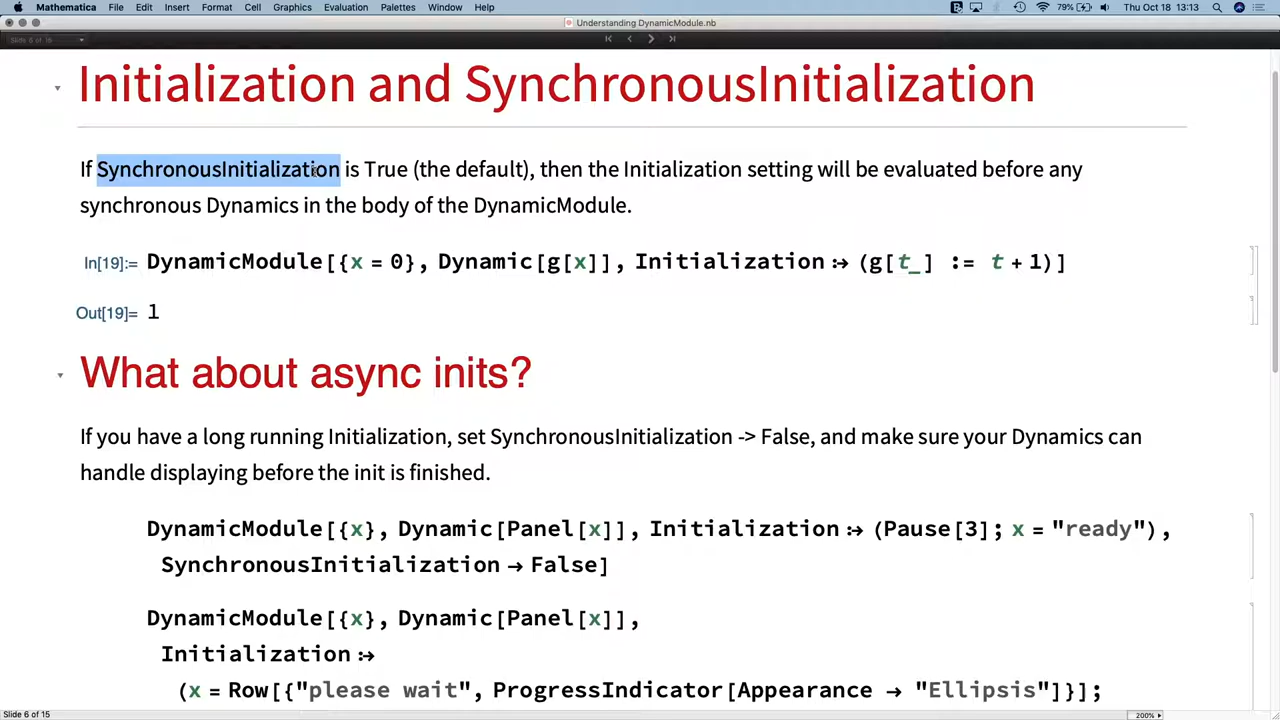 Mathematica File Edit Insert Format Cell Graphics Evaluation Palettes Window Help 79% Thu Oct 18 13:13
Understanding DynamicModule.nb
Slide 6 of 15
Initialization and SynchronousInitialization
If SynchronousInitialization is True (the default), then the Initialization setting will be evaluated before any
synchronous Dynamics in the body of the DynamicModule.
In[19]:= DynamicModule[{x = 0}, Dynamic[g[x]], Initialization :> (g[t_] := t + 1)]
Out[19]= 1
What about async inits?
If you have a long running Initialization, set SynchronousInitialization -> False, and make sure your Dynamics can
handle displaying before the init is finished.
DynamicModule[{x}, Dynamic[Panel[x]], Initialization :> (Pause[3]; x = "ready"),
SynchronousInitialization → False]
DynamicModule[{x}, Dynamic[Panel[x]],
Initialization :>
(x = Row[{"please wait", ProgressIndicator[Appearance → "Ellipsis"]}];
Slide 6 of 15 200%